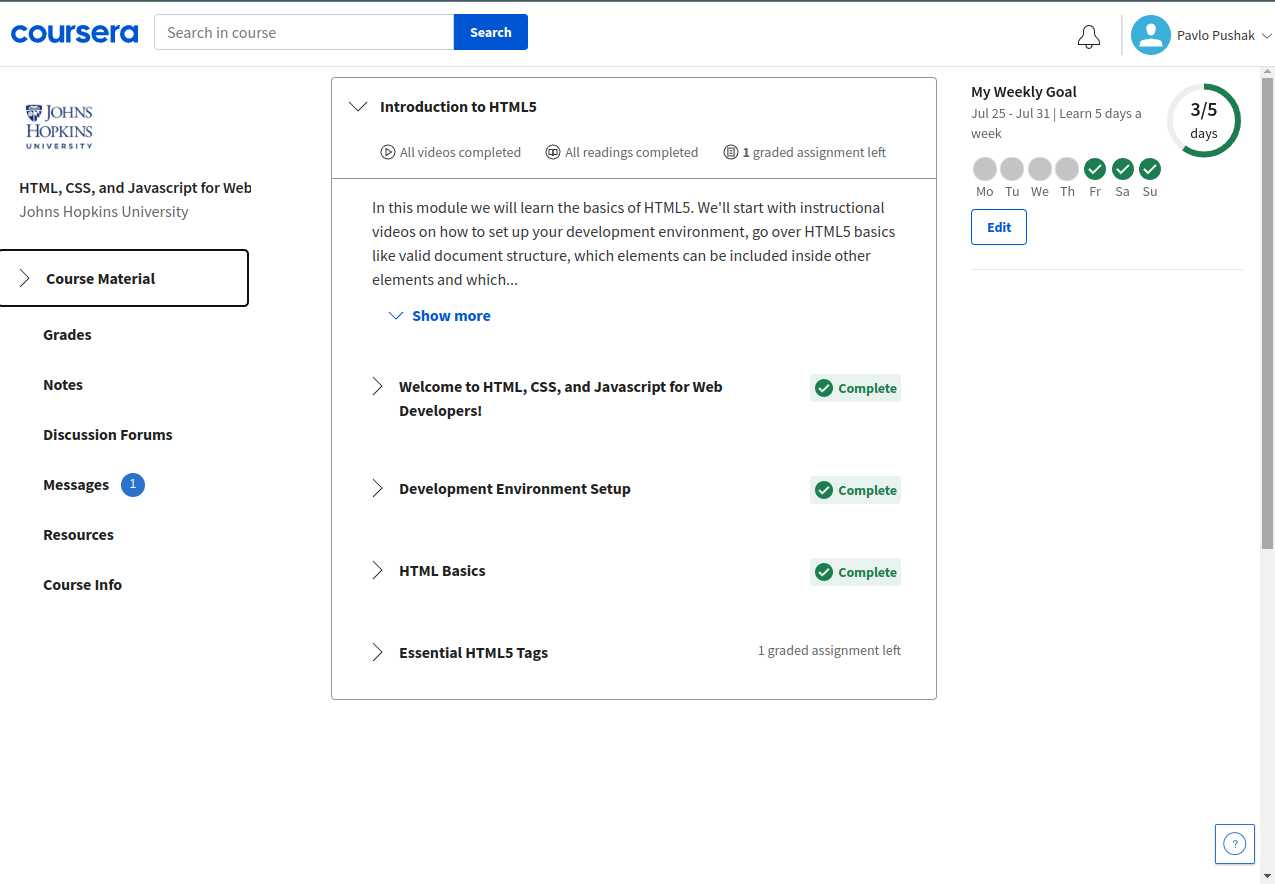 coursera
Search in course
Search
Pavlo Pushak
JOHNS
HOPKINS
UNIVERSITY
HTML, CSS, and Javascript for Web
Johns Hopkins University
Course Material
Grades
Notes
Discussion Forums
Messages 1
Resources
Course Info
Introduction to HTML5
All videos completed All readings completed 1 graded assignment left
In this module we will learn the basics of HTML5. We'll start with instructional
videos on how to set up your development environment, go over HTML5 basics
like valid document structure, which elements can be included inside other
elements and which...
Show more
Welcome to HTML, CSS, and Javascript for Web
Developers!
Complete
Development Environment Setup
Complete
HTML Basics
Complete
Essential HTML5 Tags
1 graded assignment left
My Weekly Goal
Jul 25 - Jul 31 | Learn 5 days a
week
3/5
days
Mo Tu We Th Fr Sa Su
Edit
?